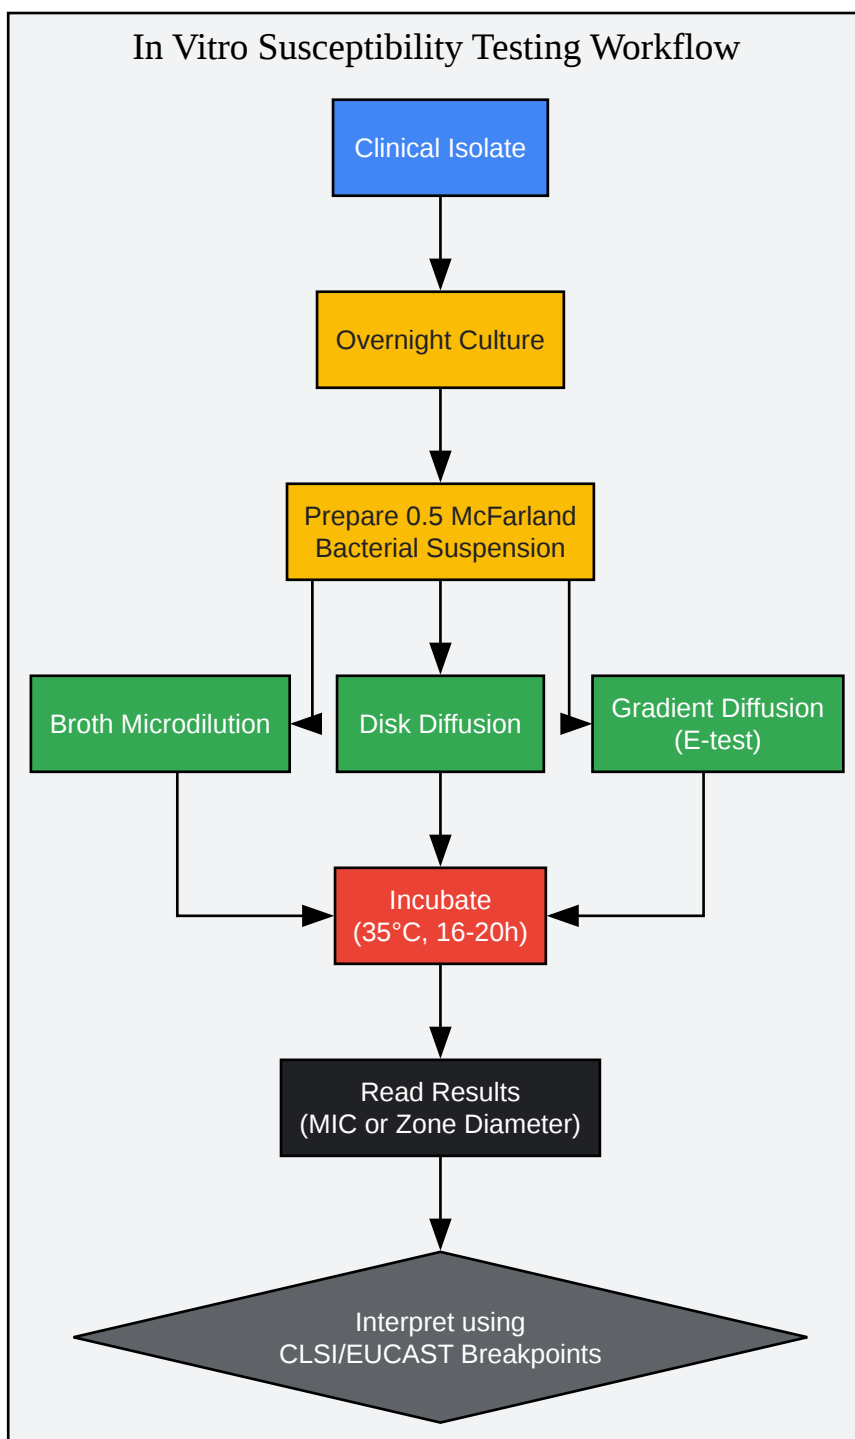 In Vitro Susceptibility Testing Workflow
Clinical Isolate
Overnight Culture
Prepare 0.5 McFarland
Bacterial Suspension
Broth Microdilution
Disk Diffusion
Gradient Diffusion
(E-test)
Incubate
(35°C, 16-20h)
Read Results
(MIC or Zone Diameter)
Interpret using
CLSI/EUCAST Breakpoints